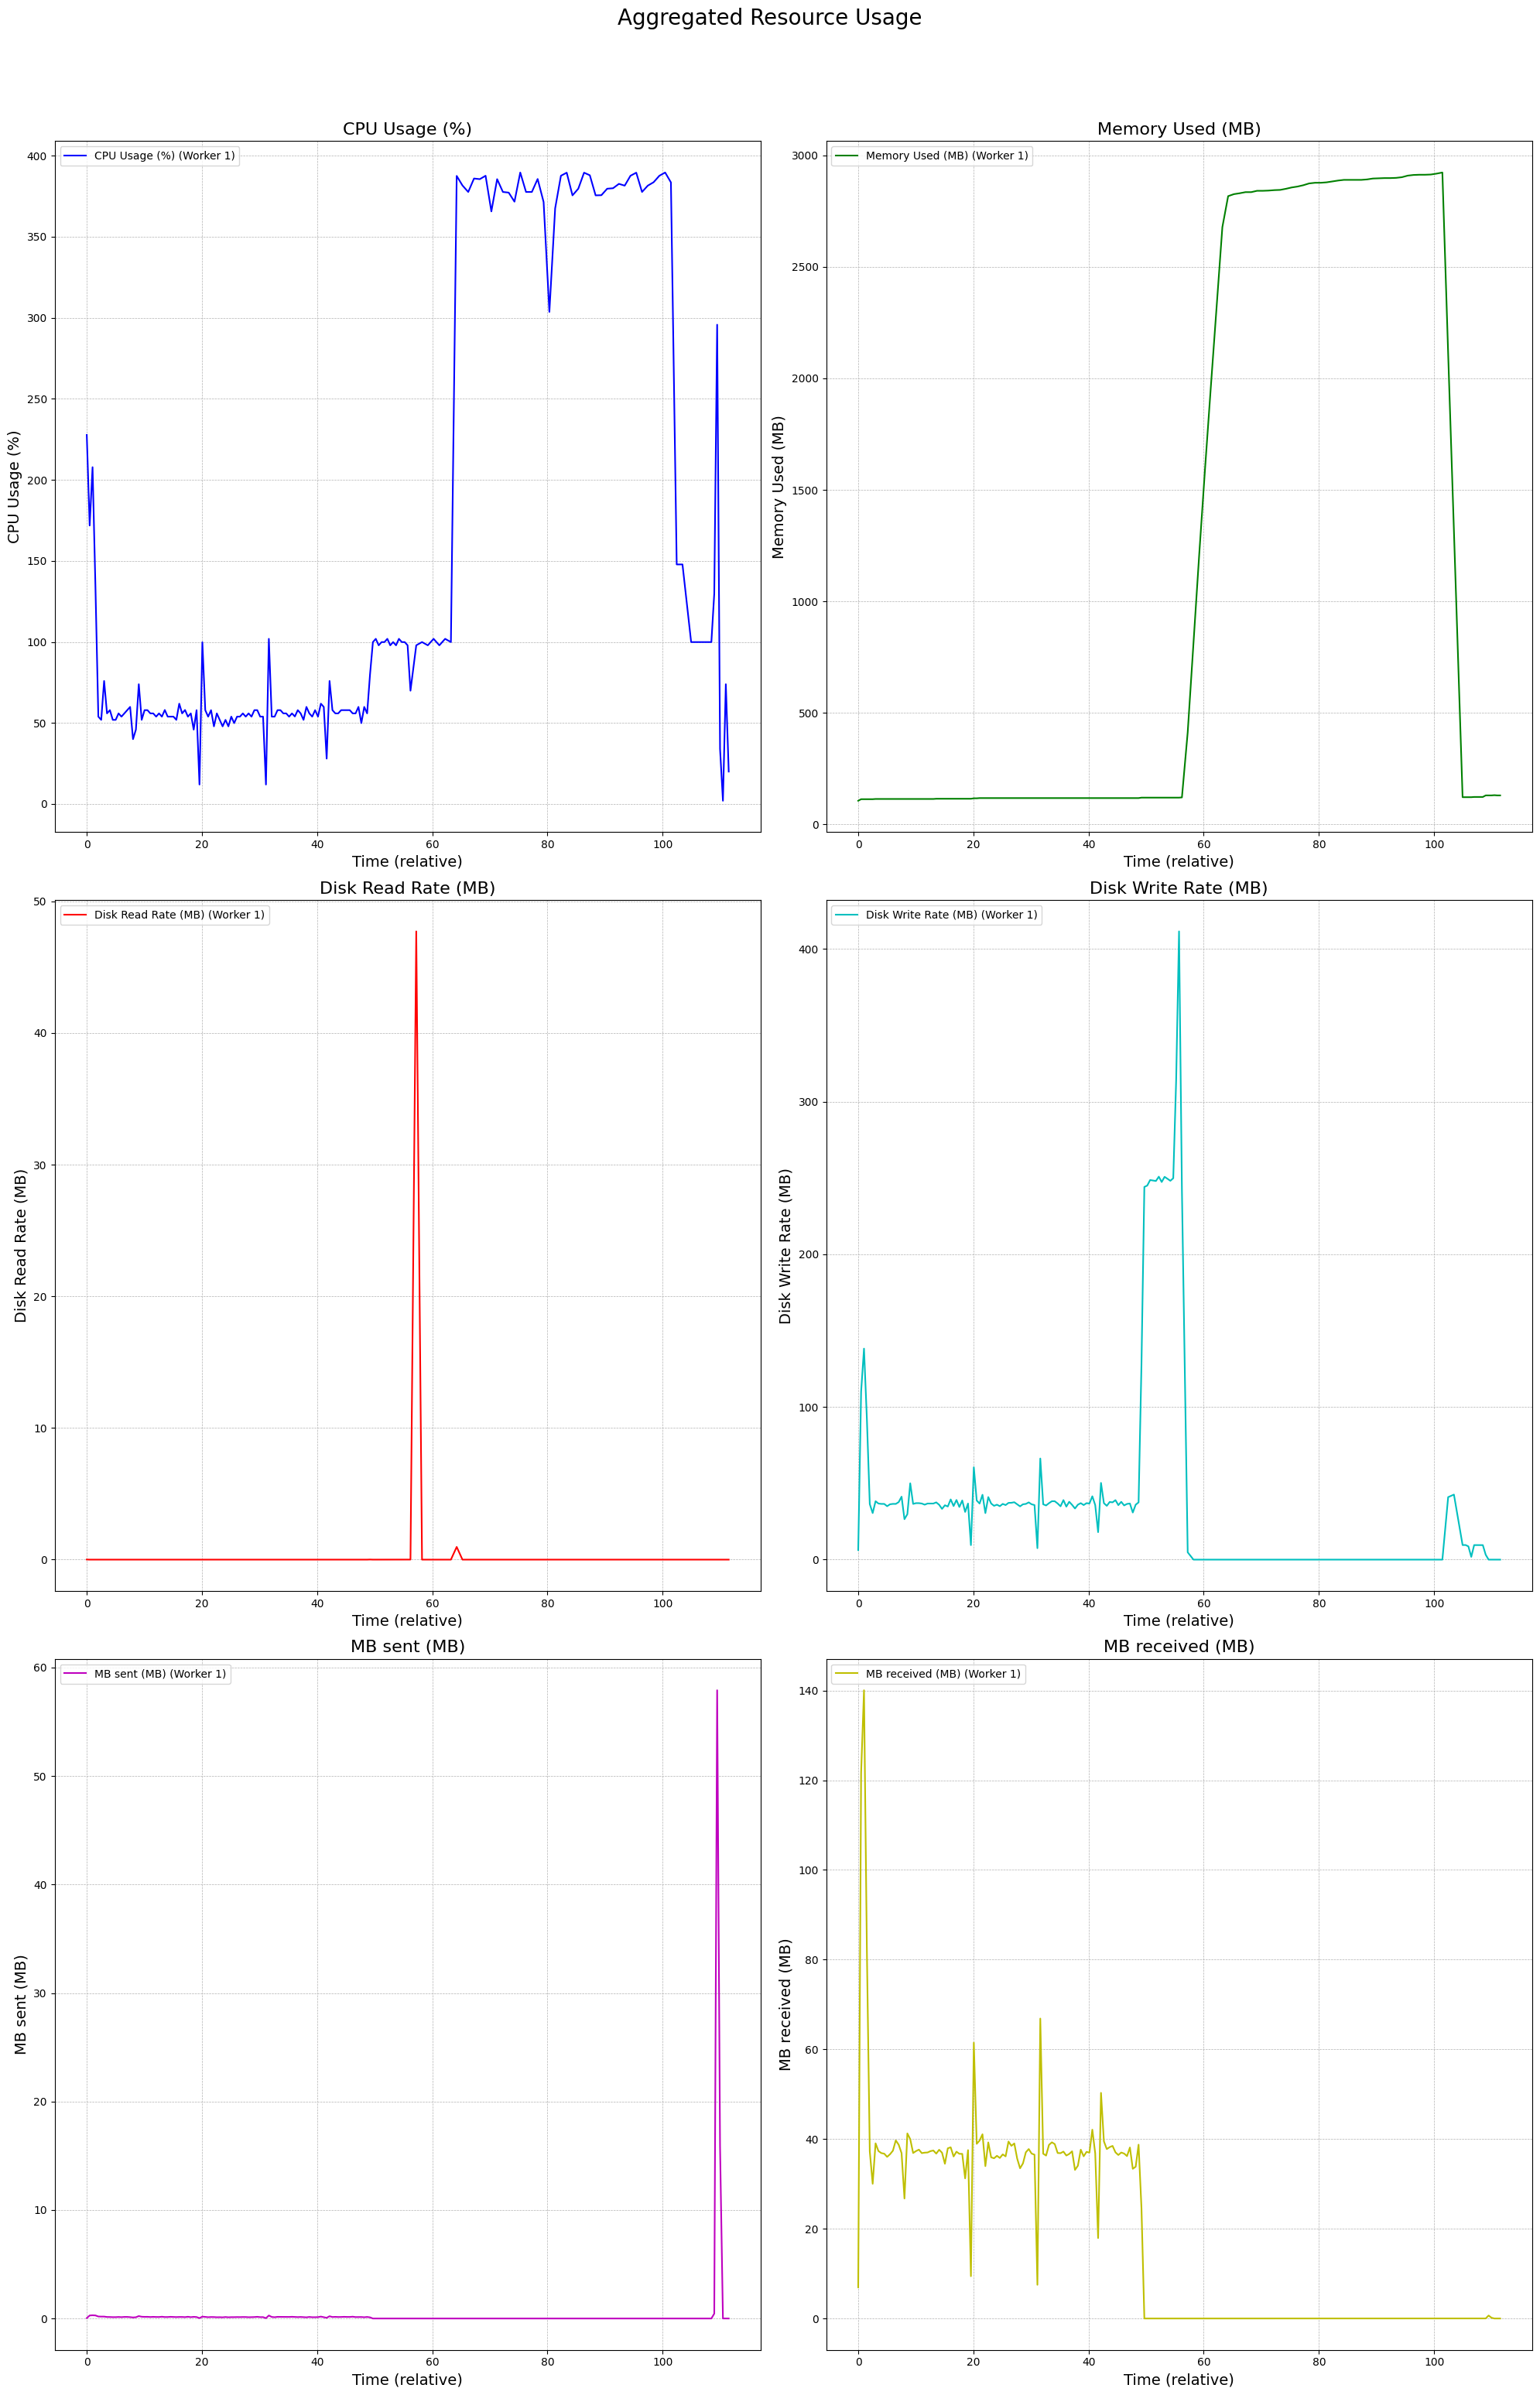 Aggregated Resource Usage
CPU Usage (%)
CPU Usage (%) (Worker 1)
CPU Usage (%)
400
350
300
250
200
150
100
50
0
0 20 40 60 80 100
Time (relative)
Memory Used (MB)
Memory Used (MB) (Worker 1)
Memory Used (MB)
3000
2500
2000
1500
1000
500
0
0 20 40 60 80 100
Time (relative)
Disk Read Rate (MB)
Disk Read Rate (MB) (Worker 1)
Disk Read Rate (MB)
50
40
30
20
10
0
0 20 40 60 80 100
Time (relative)
Disk Write Rate (MB)
Disk Write Rate (MB) (Worker 1)
Disk Write Rate (MB)
400
300
200
100
0
0 20 40 60 80 100
Time (relative)
MB sent (MB)
MB sent (MB) (Worker 1)
MB sent (MB)
60
50
40
30
20
10
0
0 20 40 60 80 100
Time (relative)
MB received (MB)
MB received (MB) (Worker 1)
MB received (MB)
140
120
100
80
60
40
20
0
0 20 40 60 80 100
Time (relative)